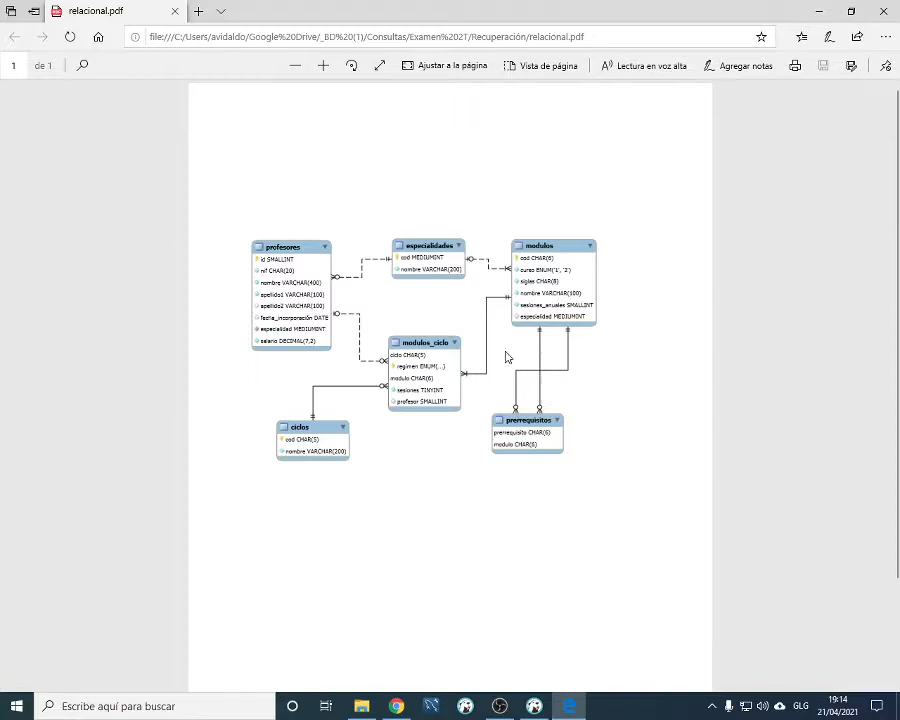 relacional.pdf
file:///C:/Users/avidaldo/Google%20Drive/_BD%20(1)/Consultas/Examen%202T/Recuperación/relacional.pdf
1 de 1
Ajustar a la página
Vista de página
Lectura en voz alta
Agregar notas
profesores
id SMALLINT
nif CHAR(20)
nombre VARCHAR(400)
apellido1 VARCHAR(100)
apellido2 VARCHAR(100)
fecha_incorporación DATE
especialidad MEDIUMINT
salario DECIMAL(7,2)
especialidades
cod MEDIUMINT
nombre VARCHAR(200)
modulos
cod CHAR(6)
curso ENUM('1', '2')
siglas CHAR(8)
nombre VARCHAR(100)
sesiones_anuales SMALLINT
especialidad MEDIUMINT
modulos_ciclo
ciclo CHAR(5)
regimen ENUM(...)
modulo CHAR(6)
sesiones TINYINT
profesor SMALLINT
ciclos
cod CHAR(5)
nombre VARCHAR(200)
prerrequisitos
prerrequisito CHAR(6)
modulo CHAR(6)
Escribe aquí para buscar
GLG
19:14
21/04/2021